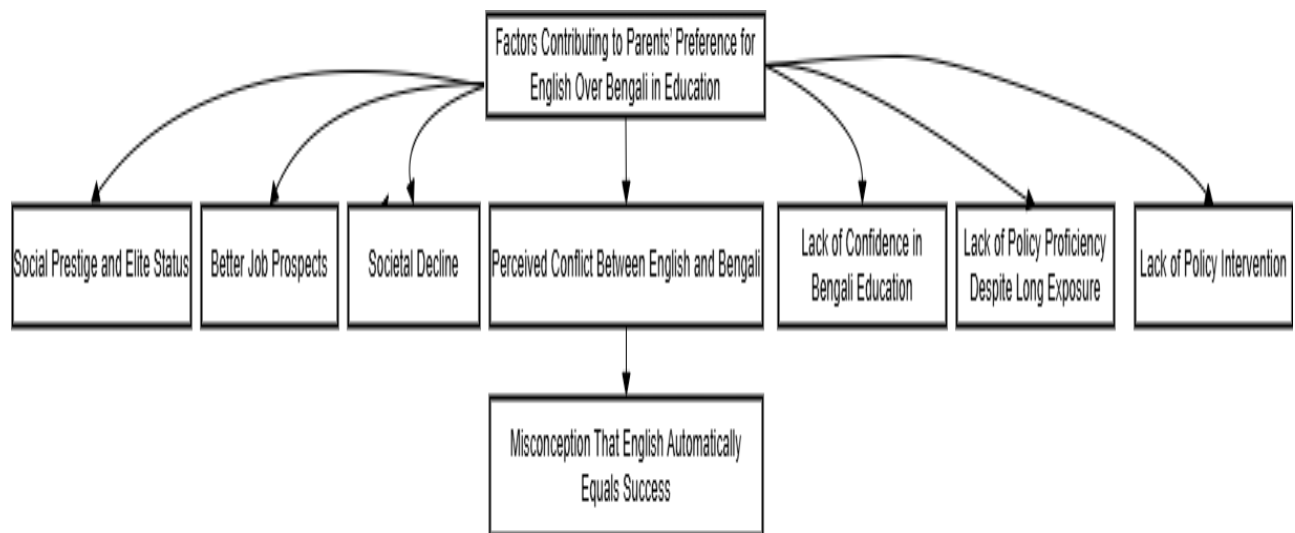 Factors Contributing to Parents' Preference for
English Over Bengali in Education
Social Prestige and Elite Status
Better Job Prospects
Societal Decline
Perceived Conflict Between English and Bengali
Lack of Confidence in
Bengali Education
Lack of Policy Proficiency
Despite Long Exposure
Lack of Policy Intervention
Misconception That English Automatically
Equals Success